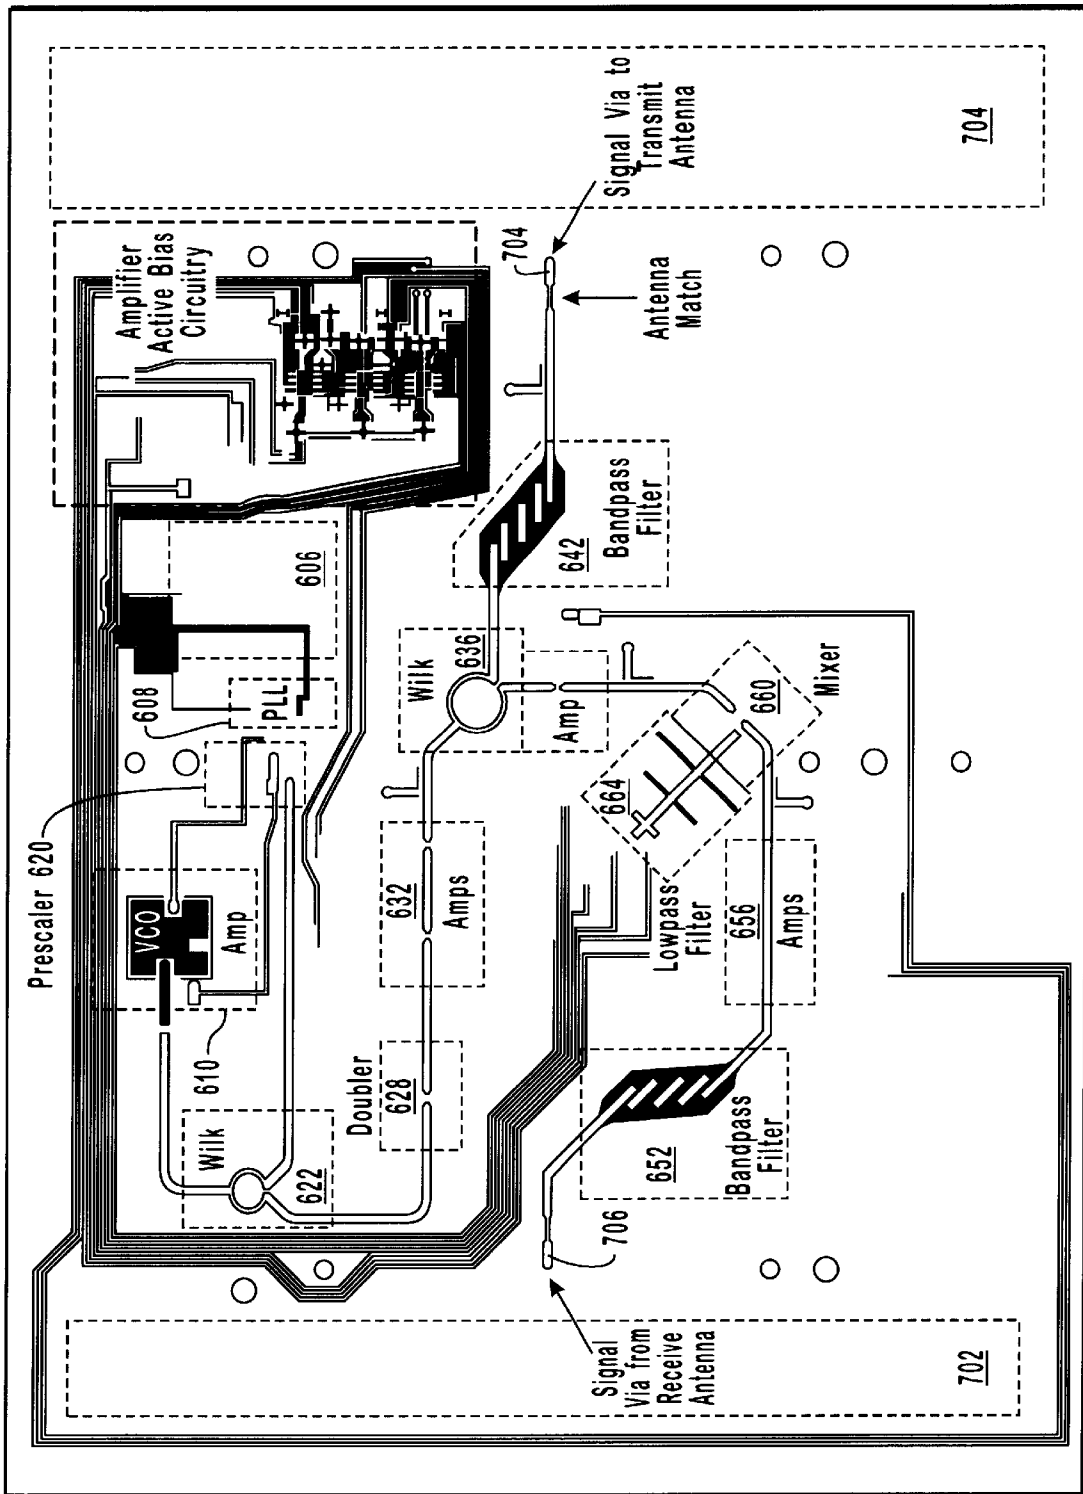 Prescaler 620
608
PLL
606
VCO
Amp
610
Wilk
622
Amplifier
Active Bias
Circuitry
Doubler
628
632
Amps
Wilk
636
Amp
642
Bandpass
Filter
704
Antenna
Match
Signal Via to
Transmit
Antenna
704
Signal
Via from
Receive
Antenna
702
706
652
Bandpass
Filter
656
Amps
Lowpass
Filter
664
660
Mixer